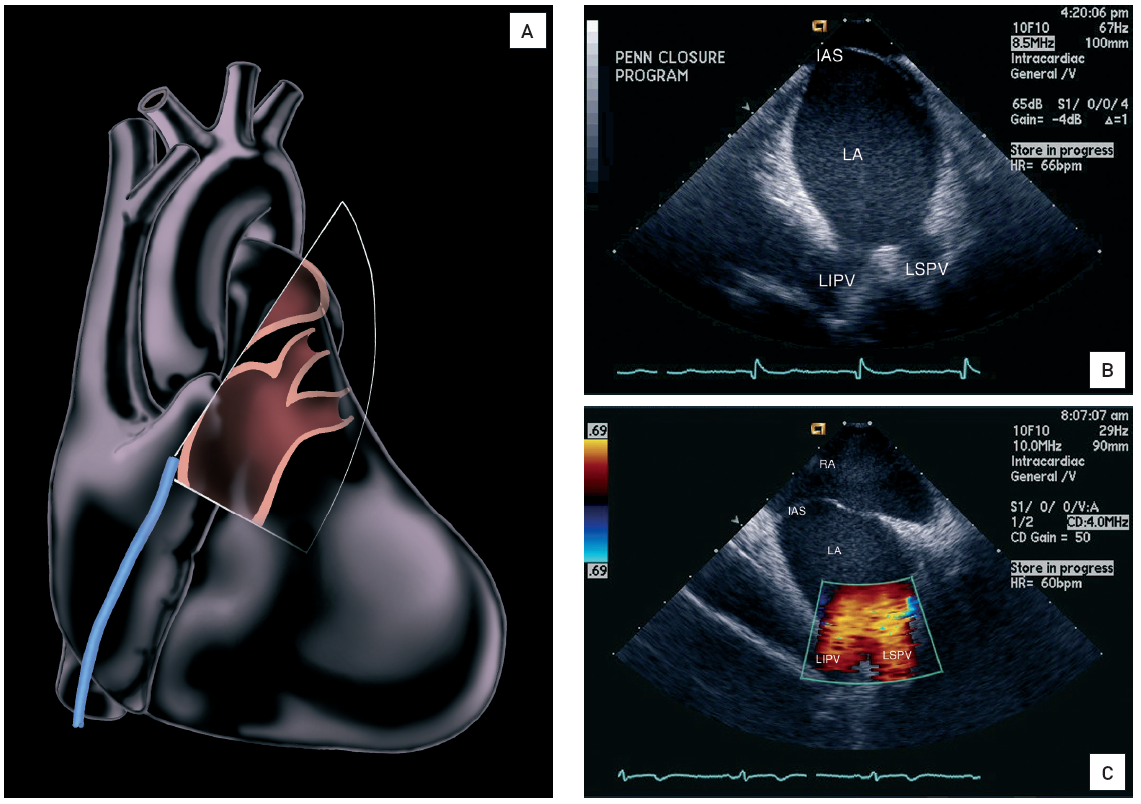 A
PENN CLOSURE
PROGRAM
4:20:06 pm
10F10 67Hz
8.5MHz 100mm
Intracardiac
General /V
65dB S1/ 0/0/4
Gain= -4dB Δ=1
Store in progress
HR= 66bpm
IAS
LA
LIPV LSPV
B
.69
.69
8:07:07 am
10F10 29Hz
10.0MHz 90mm
Intracardiac
General /V
S1/ 0/ 0/V:A
1/2 CD:4.0MHz
CD Gain = 50
Store in progress
HR= 60bpm
RA
IAS
LA
LIPV LSPV
C